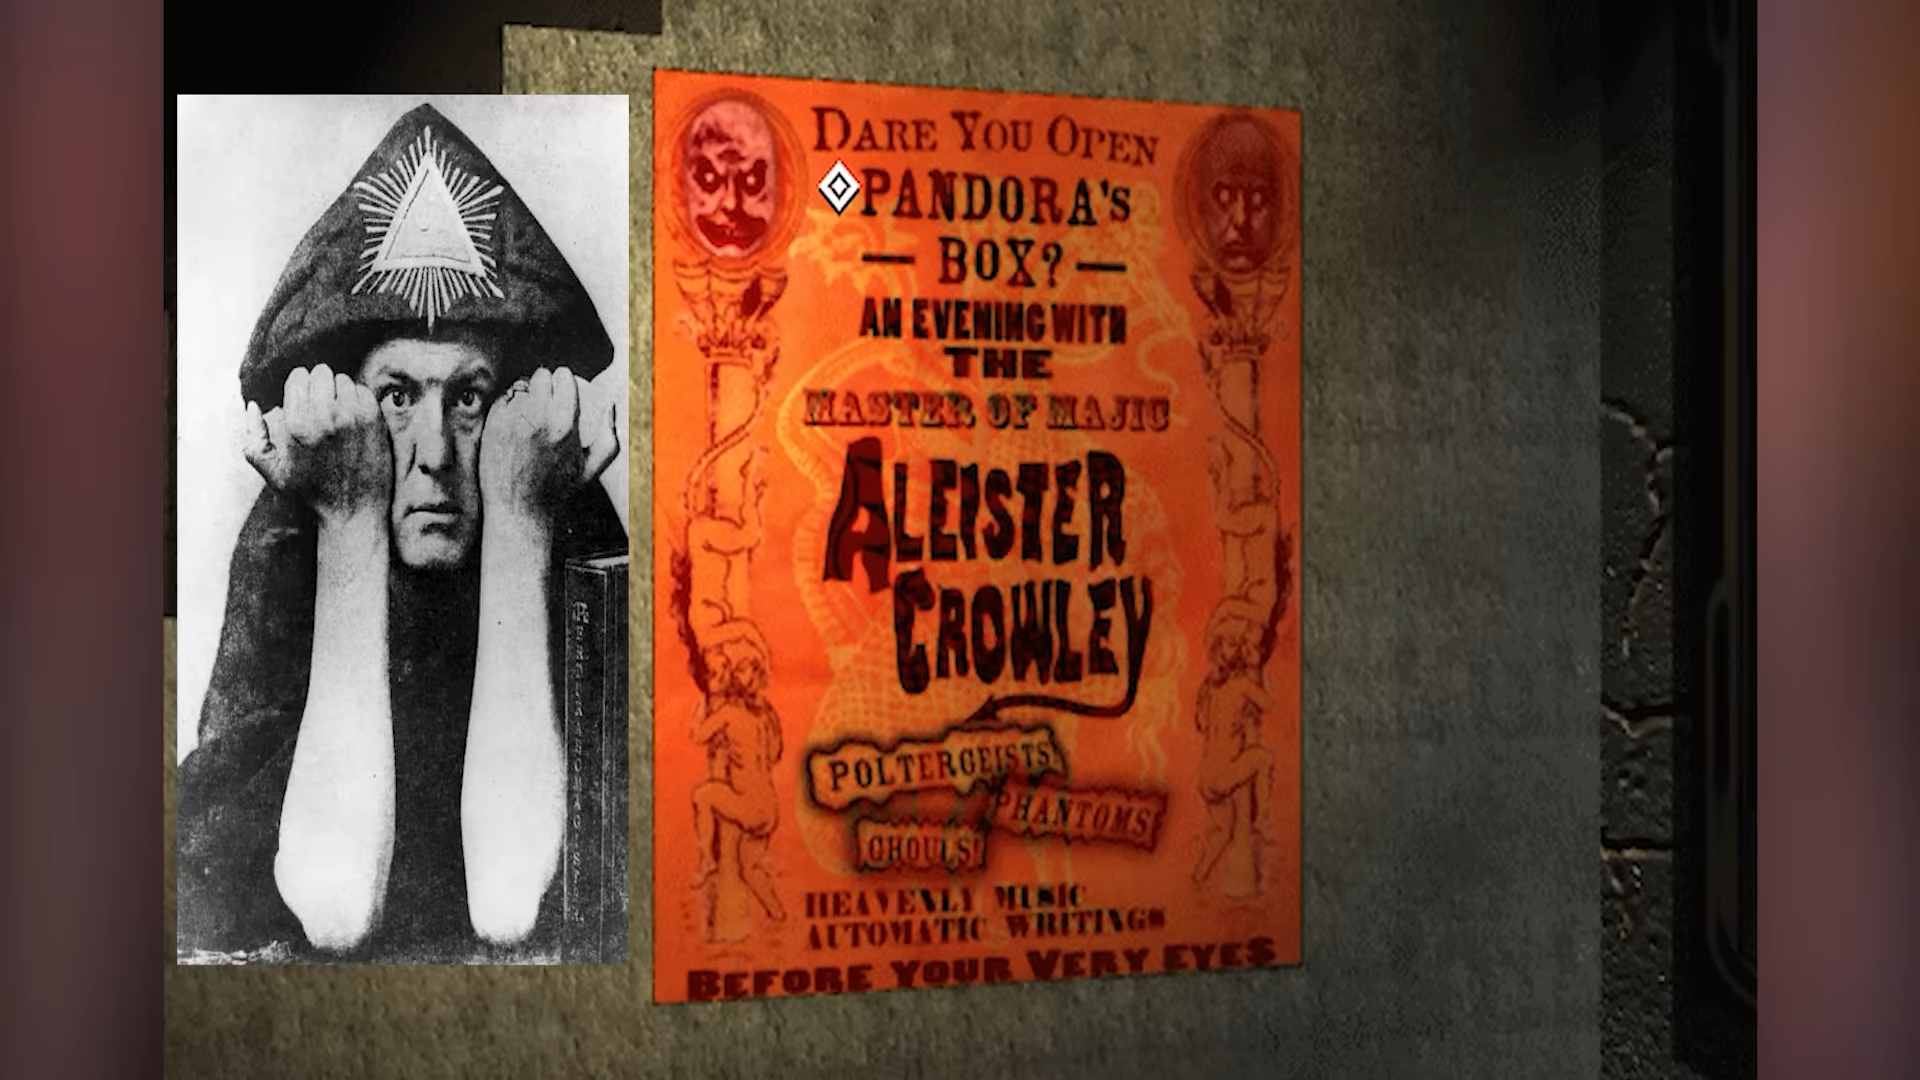 DARE YOU OPEN
PANDORA'S
— BOX? —
AN EVENING WITH
THE
MASTER OF MAJIC
ALEISTER
CROWLEY
POLTERGEISTS!
PHANTOMS!
GHOULS!
HEAVENLY MUSIC
AUTOMATIC WRITINGS
BEFORE YOUR VERY EYES